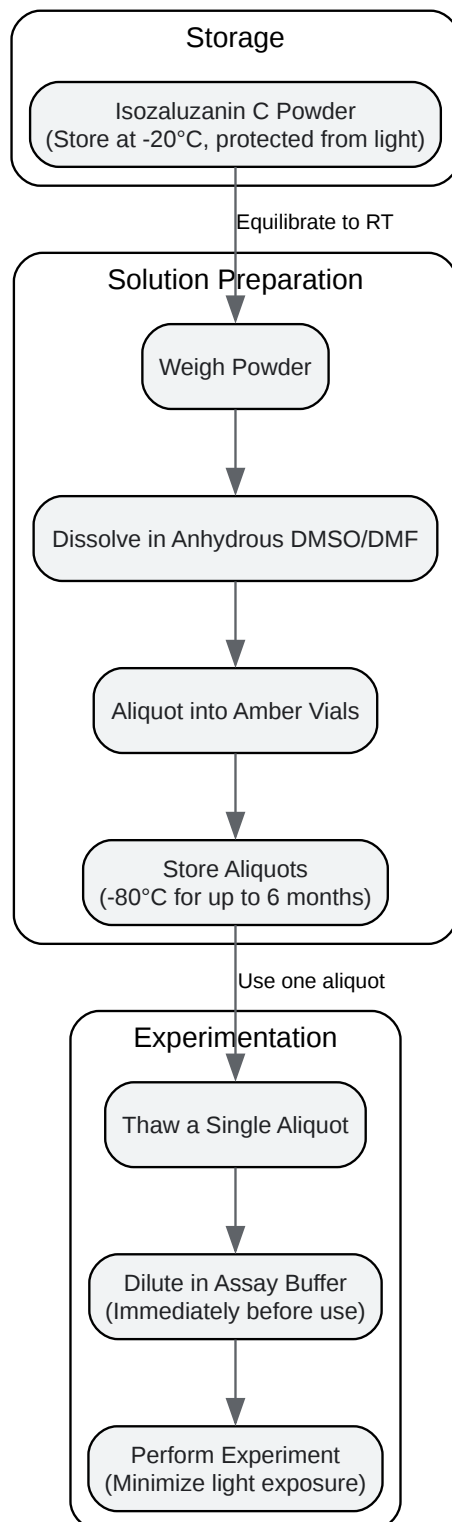 Storage
Isozaluzanin C Powder
(Store at -20°C, protected from light)
Equilibrate to RT
Solution Preparation
Weigh Powder
Dissolve in Anhydrous DMSO/DMF
Aliquot into Amber Vials
Store Aliquots
(-80°C for up to 6 months)
Use one aliquot
Experimentation
Thaw a Single Aliquot
Dilute in Assay Buffer
(Immediately before use)
Perform Experiment
(Minimize light exposure)